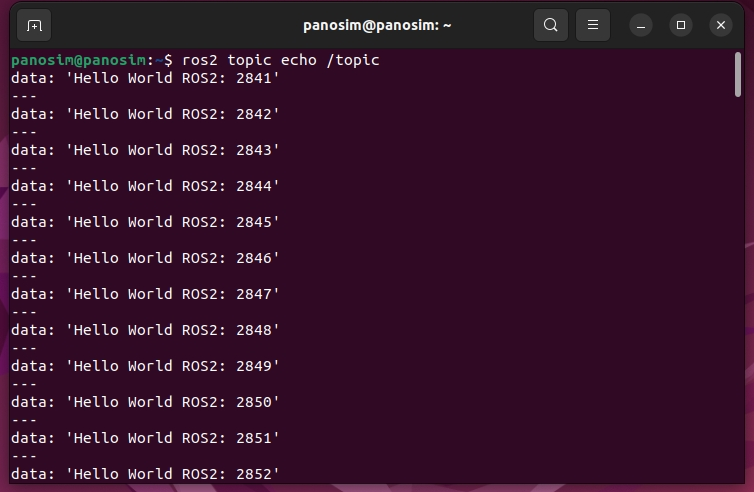 panosim@panosim: ~
panosim@panosim:~$ ros2 topic echo /topic
data: 'Hello World ROS2: 2841'
---
data: 'Hello World ROS2: 2842'
---
data: 'Hello World ROS2: 2843'
---
data: 'Hello World ROS2: 2844'
---
data: 'Hello World ROS2: 2845'
---
data: 'Hello World ROS2: 2846'
---
data: 'Hello World ROS2: 2847'
---
data: 'Hello World ROS2: 2848'
---
data: 'Hello World ROS2: 2849'
---
data: 'Hello World ROS2: 2850'
---
data: 'Hello World ROS2: 2851'
---
data: 'Hello World ROS2: 2852'